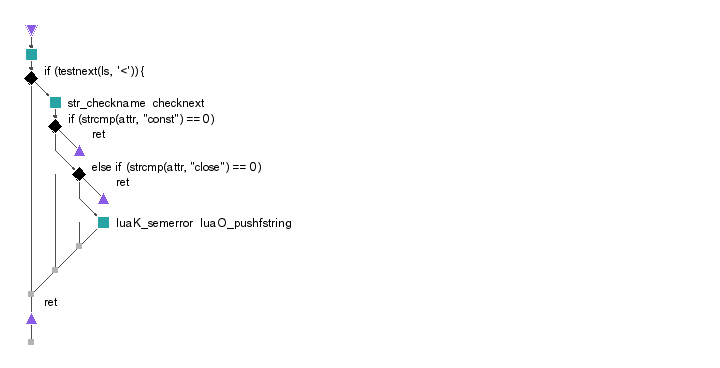 if (testnext(ls, '<')) {
str_checkname  checknext
if (strcmp(attr, "const") == 0)
ret
else if (strcmp(attr, "close") == 0)
ret
luaK_semerror  luaO_pushfstring
ret